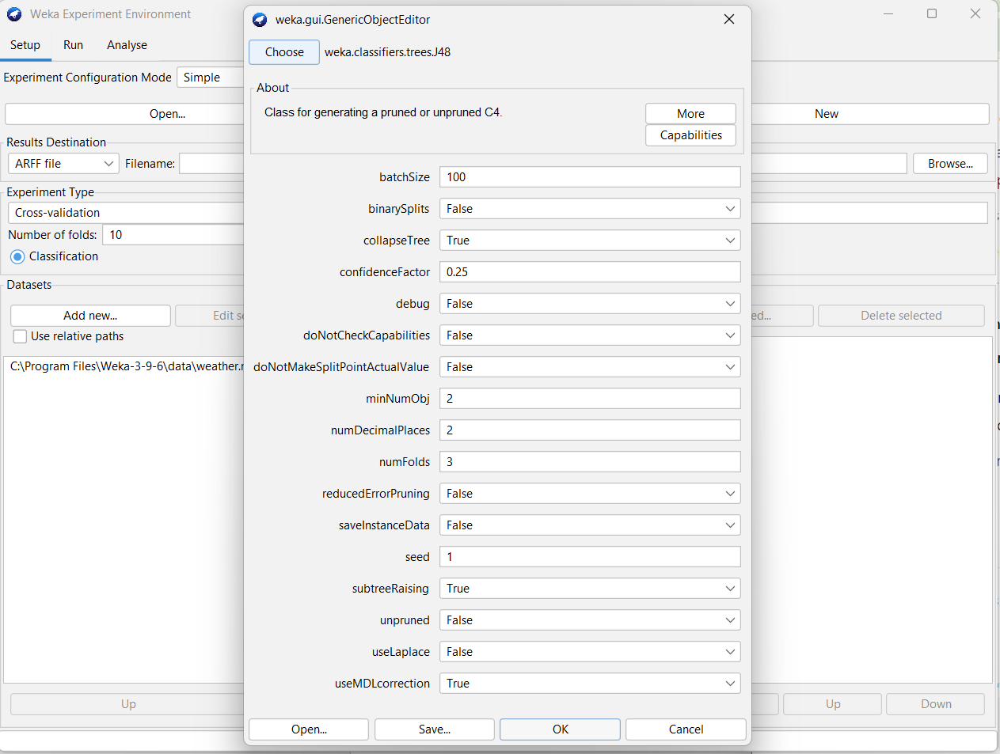 Weka Experiment Environment
weka.gui.GenericObjectEditor
Setup Run Analyse
Choose weka.classifiers.trees.J48
Experiment Configuration Mode Simple
About
Class for generating a pruned or unpruned C4.
More
Capabilities
Open...
New
Results Destination
ARFF file Filename:
Browse...
Experiment Type
Cross-validation
Number of folds: 10
Classification
Datasets
Add new...
Delete selected
Use relative paths
C:\Program Files\Weka-3-9-6\data\weather.
batchSize 100
binarySplits False
collapseTree True
confidenceFactor 0.25
debug False
doNotCheckCapabilities False
doNotMakeSplitPointActualValue False
minNumObj 2
numDecimalPlaces 2
numFolds 3
reducedErrorPruning False
saveInstanceData False
seed 1
subtreeRaising True
unpruned False
useLaplace False
useMDLcorrection True
Up
Up Down
Open... Save... OK Cancel